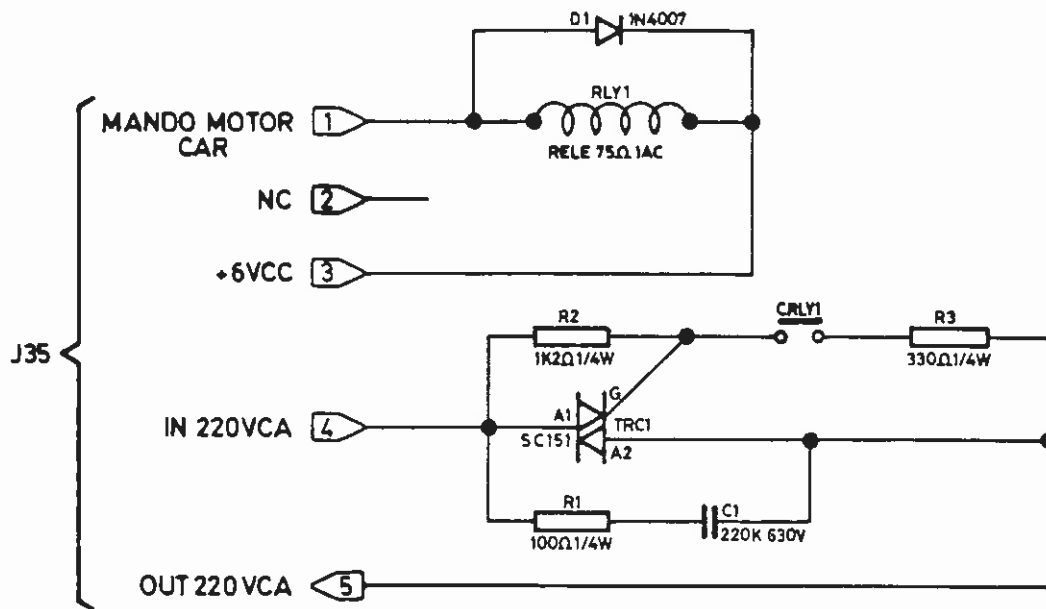 D1 1N4007
RLY1
MANDO MOTOR 1
CAR
RELE 75Ω 1AC
NC 2
+6VCC 3
J35
R2
CRLY1
R3
1K2Ω 1/4W
330Ω 1/4W
G
A1
TRC1
IN 220VCA 4
SC151
A2
R1
C1
100Ω 1/4W
220K 630V
OUT 220VCA 5